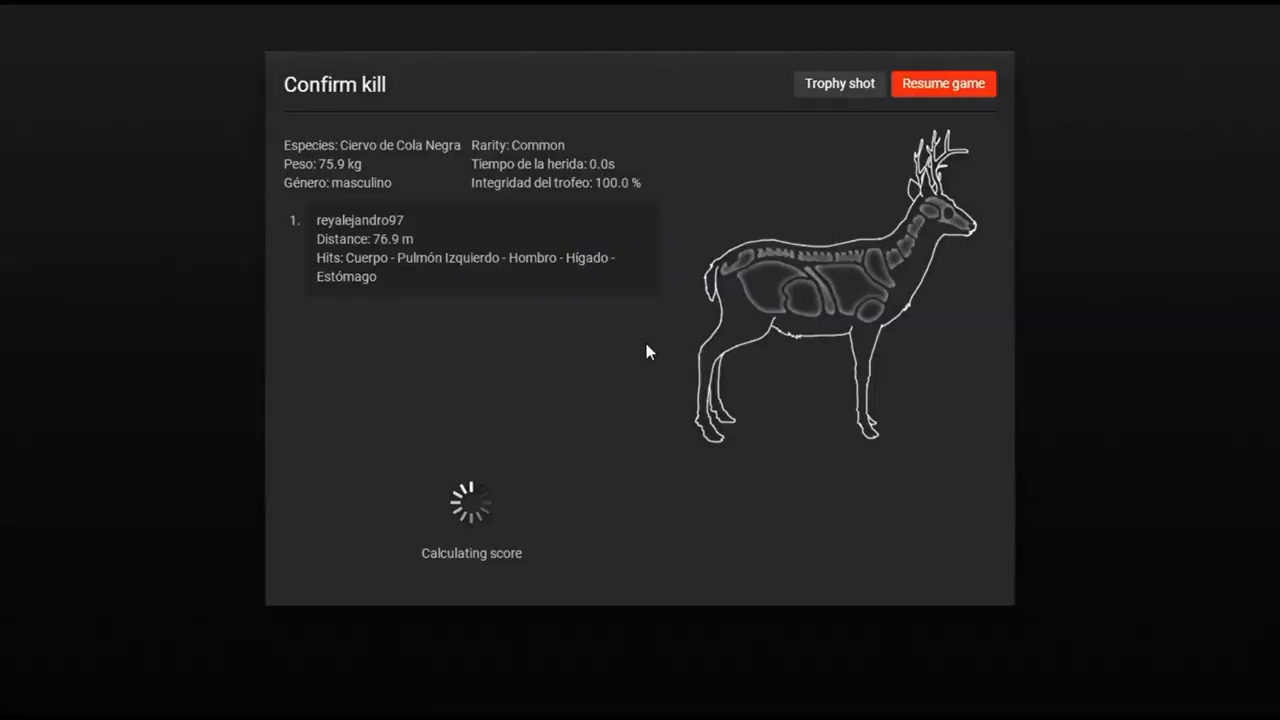 Confirm kill
Trophy shot
Resume game
Especies: Ciervo de Cola Negra
Rarity: Common
Peso: 75.9 kg
Tiempo de la herida: 0.0s
Género: masculino
Integridad del trofeo: 100.0 %
1.
reyalejandro97
Distance: 76.9 m
Hits: Cuerpo - Pulmón Izquierdo - Hombro - Hígado -
Estómago
Calculating score